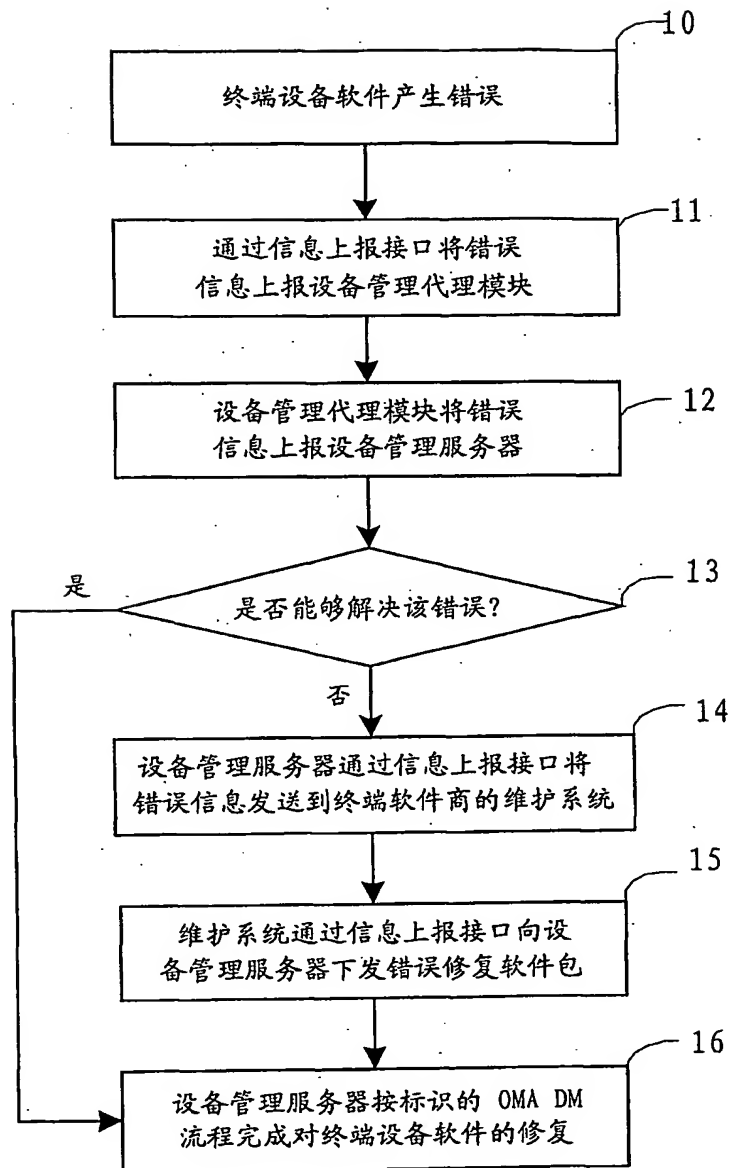 10
终端设备软件产生错误
11
通过信息上报接口将错误
信息上报设备管理代理模块
12
设备管理代理模块将错误
信息上报设备管理服务器
13
是
是否能够解决该错误?
否
14
设备管理服务器通过信息上报接口将
错误信息发送到终端软件商的维护系统
15
维护系统通过信息上报接口向设
备管理服务器下发错误修复软件包
16
设备管理服务器按标识的 OMA DM
流程完成对终端设备软件的修复